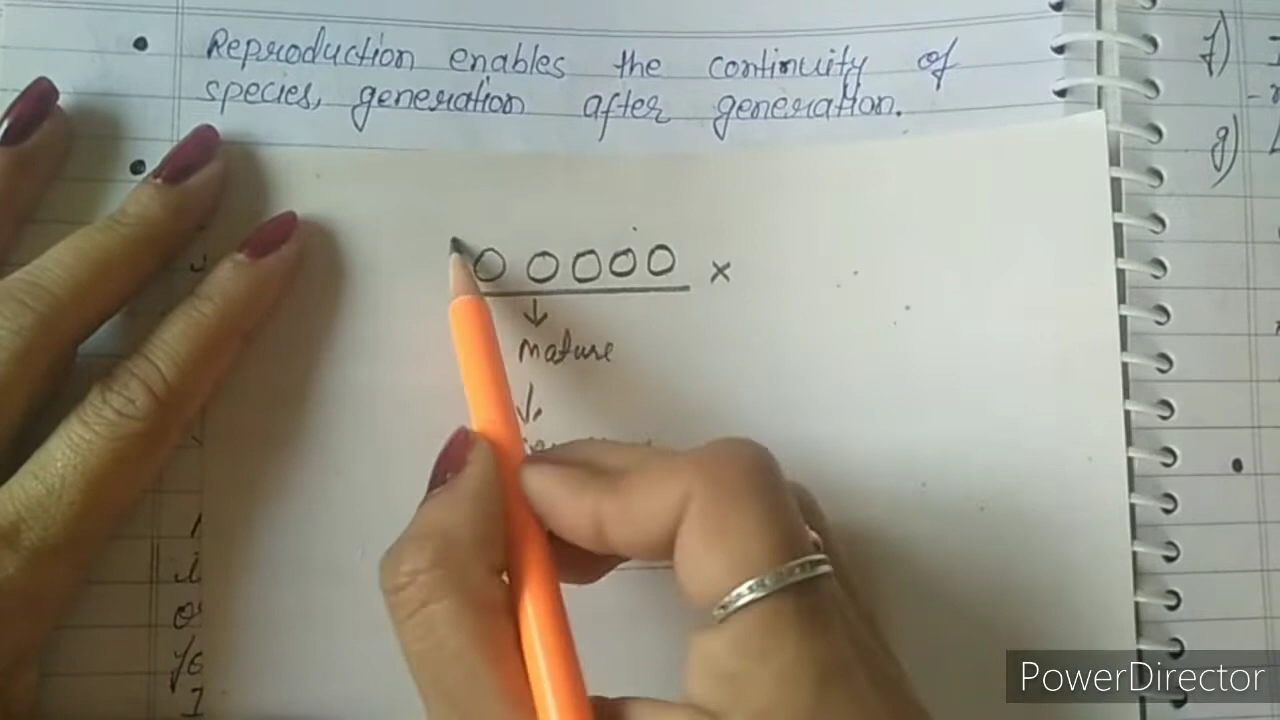 Reproduction enables the continuity of
species, generation after generation.
f)
g)
OOOOO ×
↓
Mature
↓
PowerDirector